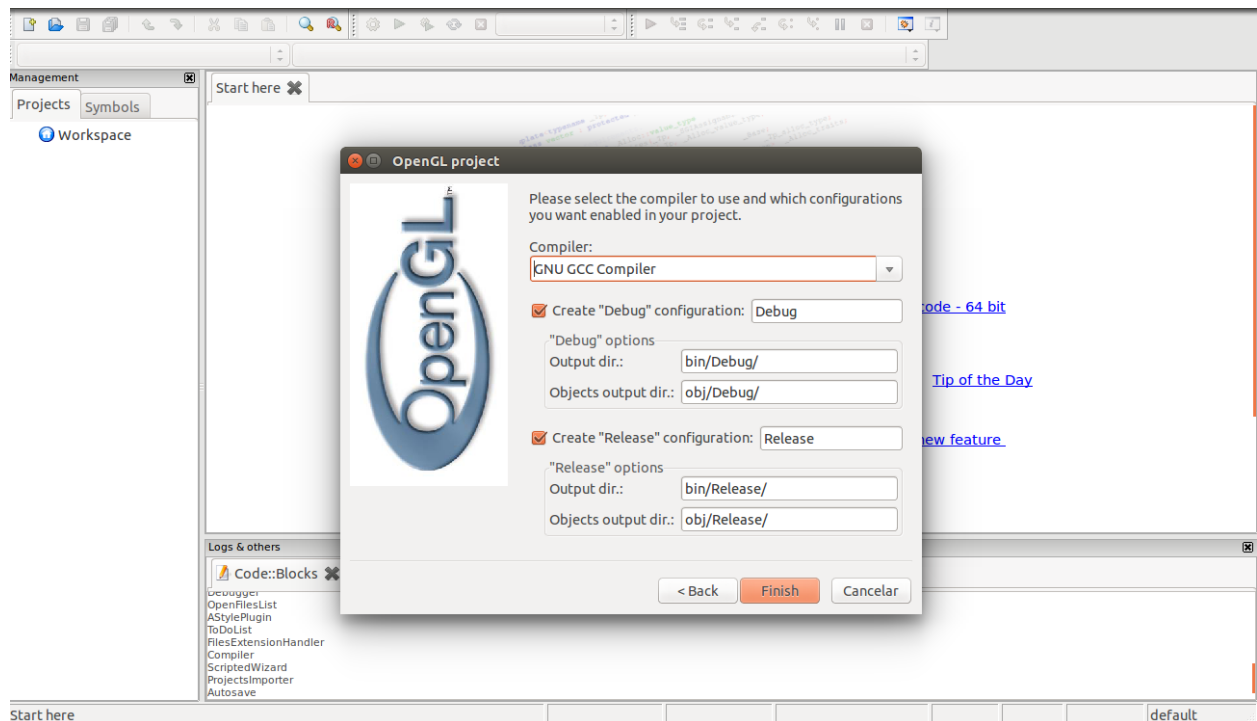 Management
Projects
Symbols
Workspace
Start here
OpenGL project
OpenGL
Please select the compiler to use and which configurations
you want enabled in your project.
Compiler:
GNU GCC Compiler
Create "Debug" configuration: Debug
"Debug" options
Output dir.: bin/Debug/
Objects output dir.: obj/Debug/
Create "Release" configuration: Release
"Release" options
Output dir.: bin/Release/
Objects output dir.: obj/Release/
< Back
Finish
Cancelar
code - 64 bit
Tip of the Day
new feature
Logs & others
Code::Blocks
Debugger
OpenFilesList
AStylePlugin
ToDoList
FilesExtensionHandler
Compiler
ScriptedWizard
ProjectsImporter
Autosave
Start here
default